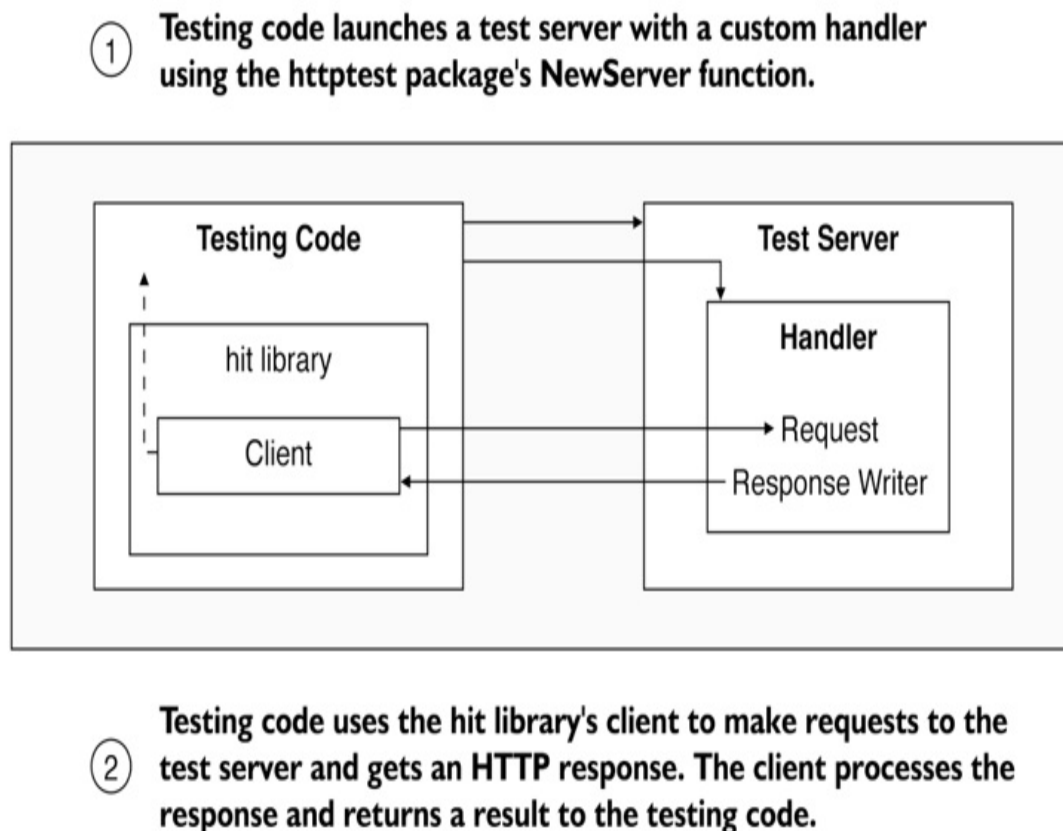 1 Testing code launches a test server with a custom handler
using the httptest package's NewServer function.
Testing Code
Test Server
hit library
Handler
Client
Request
Response Writer
Testing code uses the hit library's client to make requests to the
2 test server and gets an HTTP response. The client processes the
response and returns a result to the testing code.